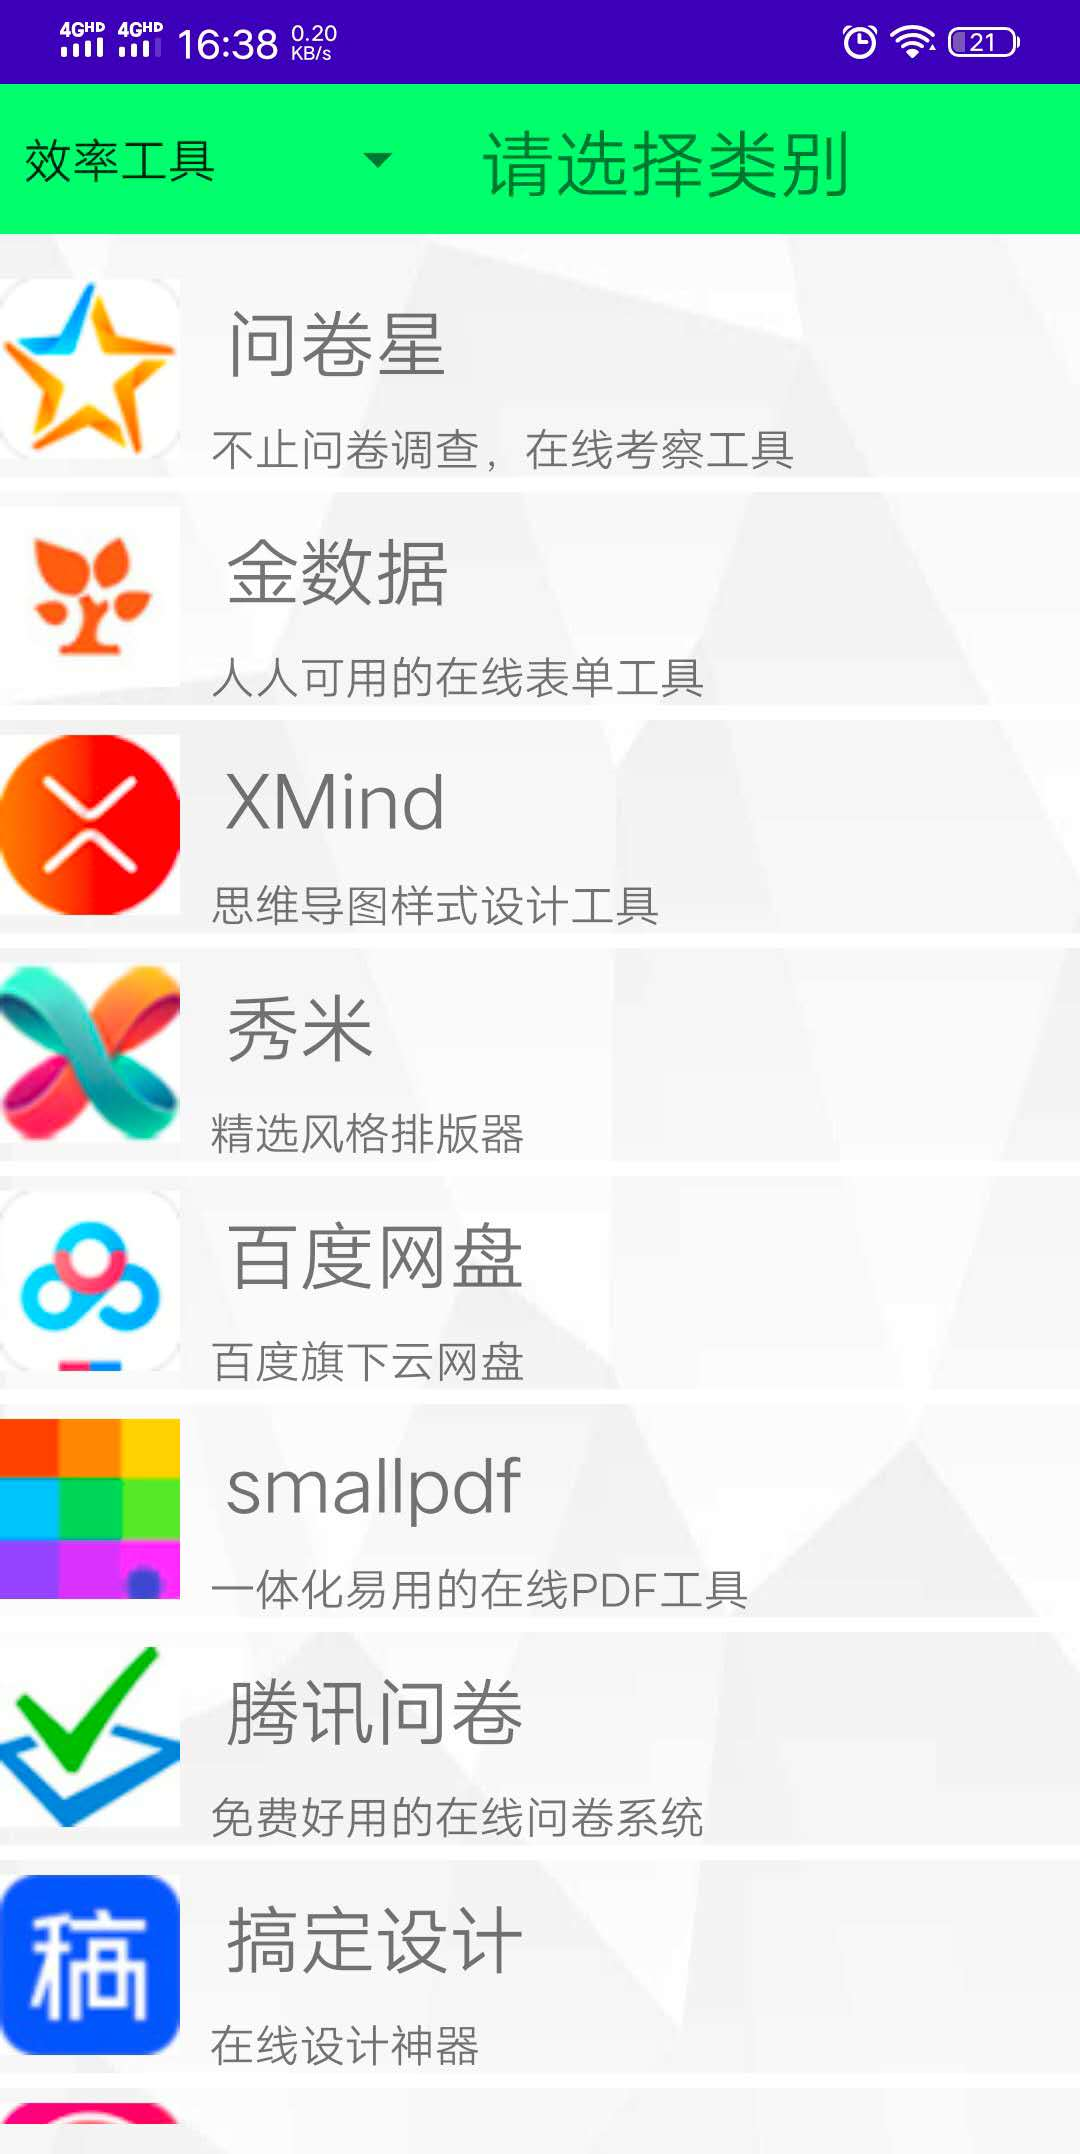 4GHD 4GHD 16:38 0.20 KB/s 21
效率工具 请选择类别
问卷星
不止问卷调查，在线考察工具
金数据
人人可用的在线表单工具
XMind
思维导图样式设计工具
秀米
精选风格排版器
百度网盘
百度旗下云网盘
smallpdf
一体化易用的在线PDF工具
腾讯问卷
免费好用的在线问卷系统
稿
搞定设计
在线设计神器